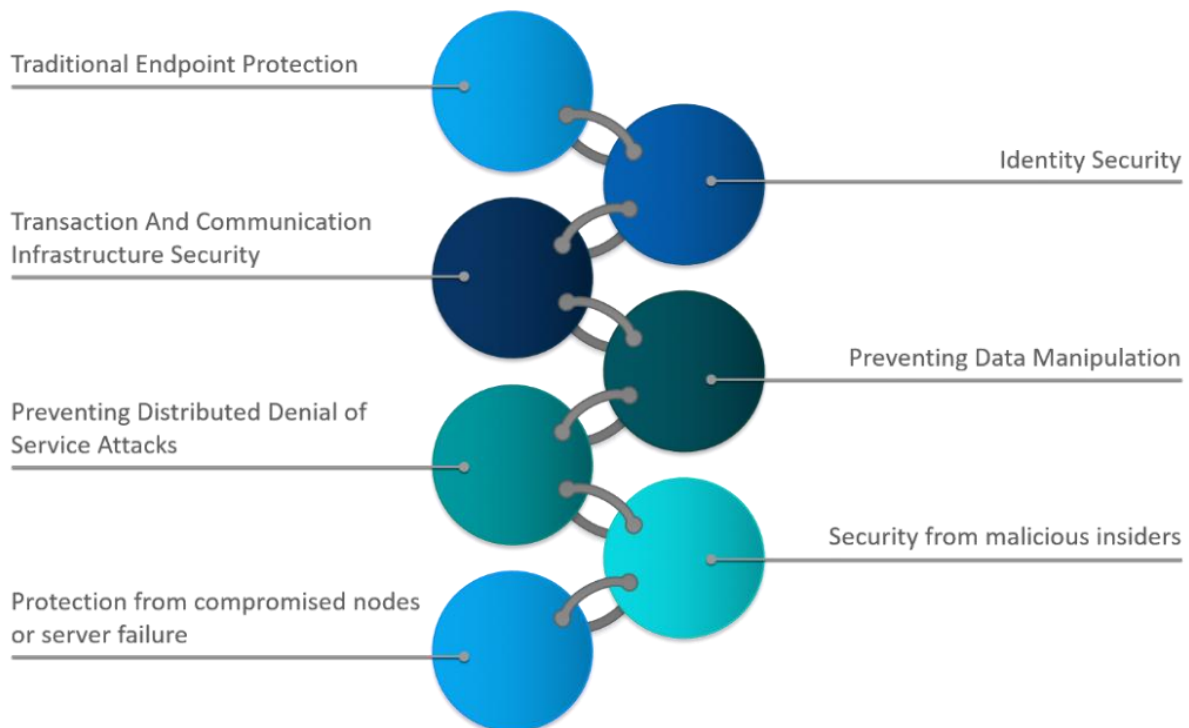 Traditional Endpoint Protection
Identity Security
Transaction And Communication
Infrastructure Security
Preventing Data Manipulation
Preventing Distributed Denial of
Service Attacks
Security from malicious insiders
Protection from compromised nodes
or server failure